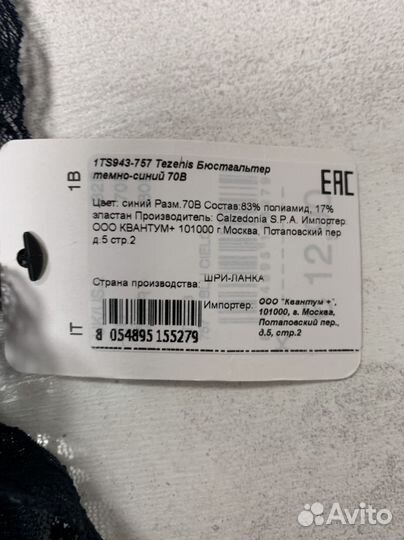 1TS943-757 Tezenis Бюстгальтер
темно-синий 70B
EAC
1B
Цвет: синий Разм.70B Состав:83% полиамид, 17%
эластан Производитель: Calzedonia S.P.A. Импортер:
ООО КВАНТУМ+ 101000 г.Москва, Потаповский пер
д.5 стр.2
Страна производства: ШРИ-ЛАНКА
Импортер: ООО "Квантум +",
101000, г. Москва,
Потаповский пер.,
д.5, стр.2
IT
8 054895 155279
Avito